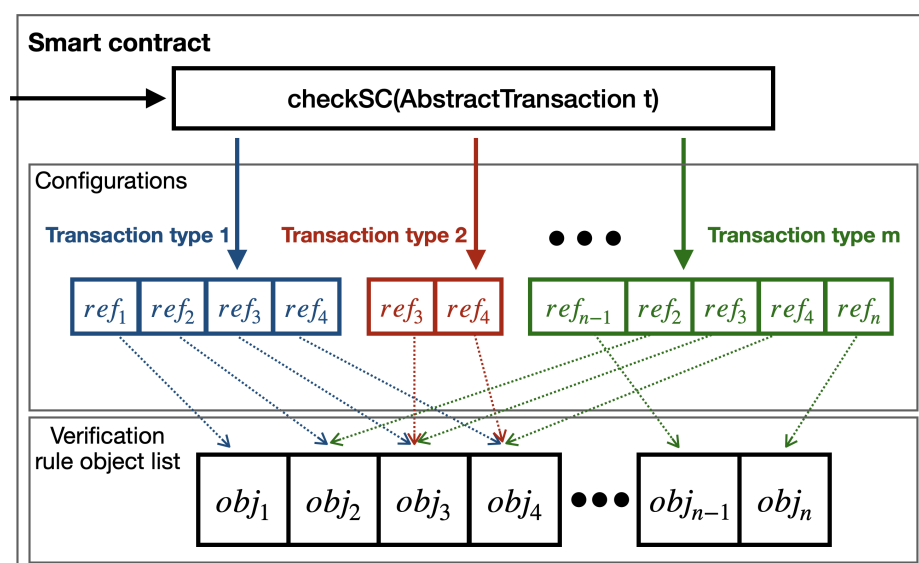 Smart contract
checkSC(AbstractTransaction t)
Configurations
Transaction type 1
Transaction type 2
●●●
Transaction type m
ref₁ ref₂ ref₃ ref₄
ref₃ ref₄
refₙ₋₁ ref₂ ref₃ ref₄ refₙ
Verification
rule object list
obj₁ obj₂ obj₃ obj₄ ●●● objₙ₋₁ objₙ